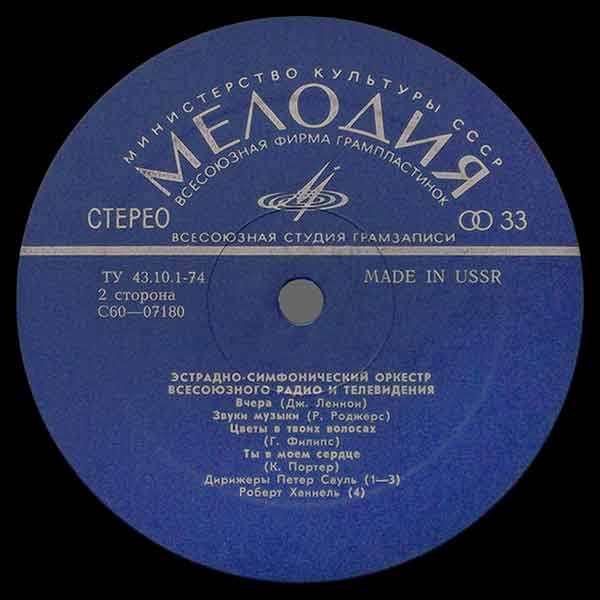 МИНИСТЕРСТВО КУЛЬТУРЫ СССР
МЕЛОДИЯ
ВСЕСОЮЗНАЯ ФИРМА ГРАМПЛАСТИНОК
СТЕРЕО
33
ВСЕСОЮЗНАЯ СТУДИЯ ГРАМЗАПИСИ
ТУ 43.10.1-74
MADE IN USSR
2 сторона
С60—07180
ЭСТРАДНО-СИМФОНИЧЕСКИЙ ОРКЕСТР
ВСЕСОЮЗНОГО РАДИО И ТЕЛЕВИДЕНИЯ
Вчера (Дж. Леннон)
Звуки музыки (Р. Роджерс)
Цветы в твоих волосах
(Г. Филипс)
Ты в моем сердце
(К. Портер)
Дирижеры Петер Сауль (1—3)
Роберт Ханнель (4)